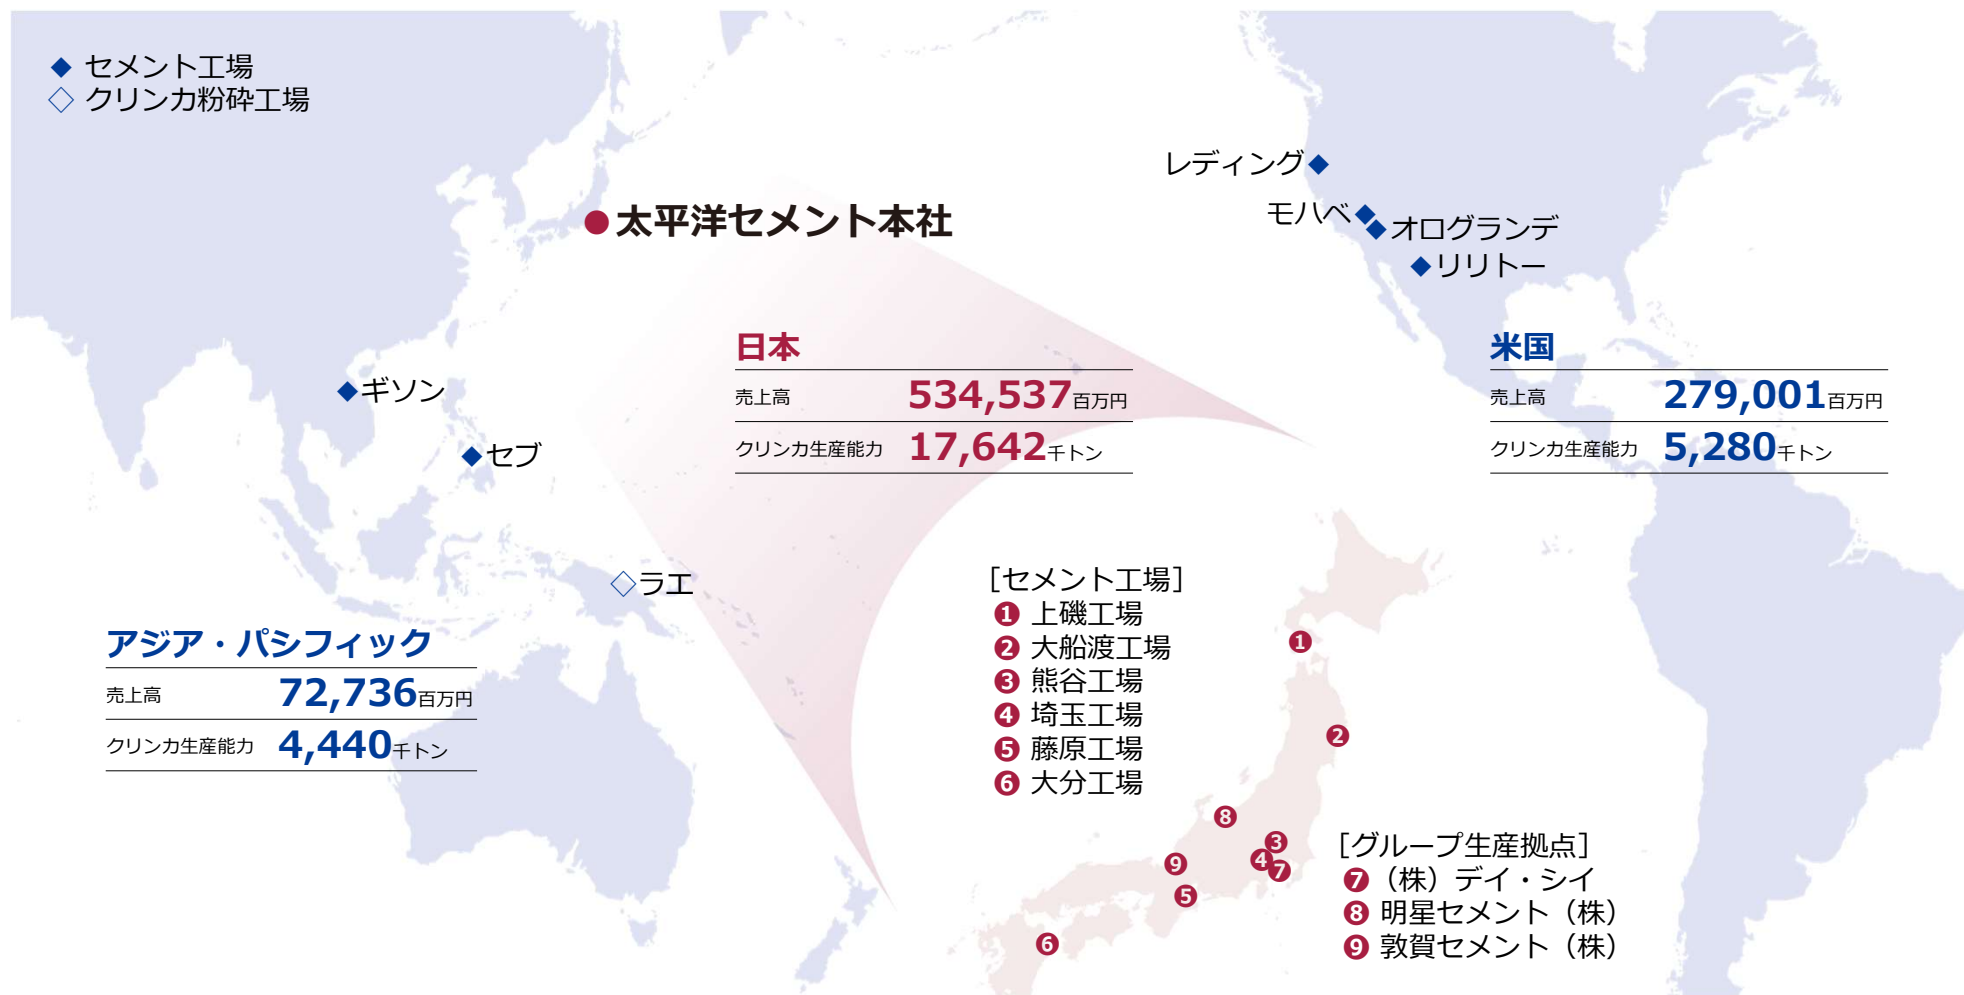 ◆ セメント工場
◇ クリンカ粉砕工場
レディング
モハベ
オログランデ
リリトー
太平洋セメント本社
日本
売上高 534,537百万円
クリンカ生産能力 17,642千トン
米国
売上高 279,001百万円
クリンカ生産能力 5,280千トン
ギソン
セブ
ラエ
アジア・パシフィック
売上高 72,736百万円
クリンカ生産能力 4,440千トン
［セメント工場］
❶ 上磯工場
❷ 大船渡工場
❸ 熊谷工場
❹ 埼玉工場
❺ 藤原工場
❻ 大分工場
❶
❷
❽
❸
❹
❼
❾
❺
❻
［グループ生産拠点］
❼（株）デイ・シイ
❽ 明星セメント（株）
❾ 敦賀セメント（株）